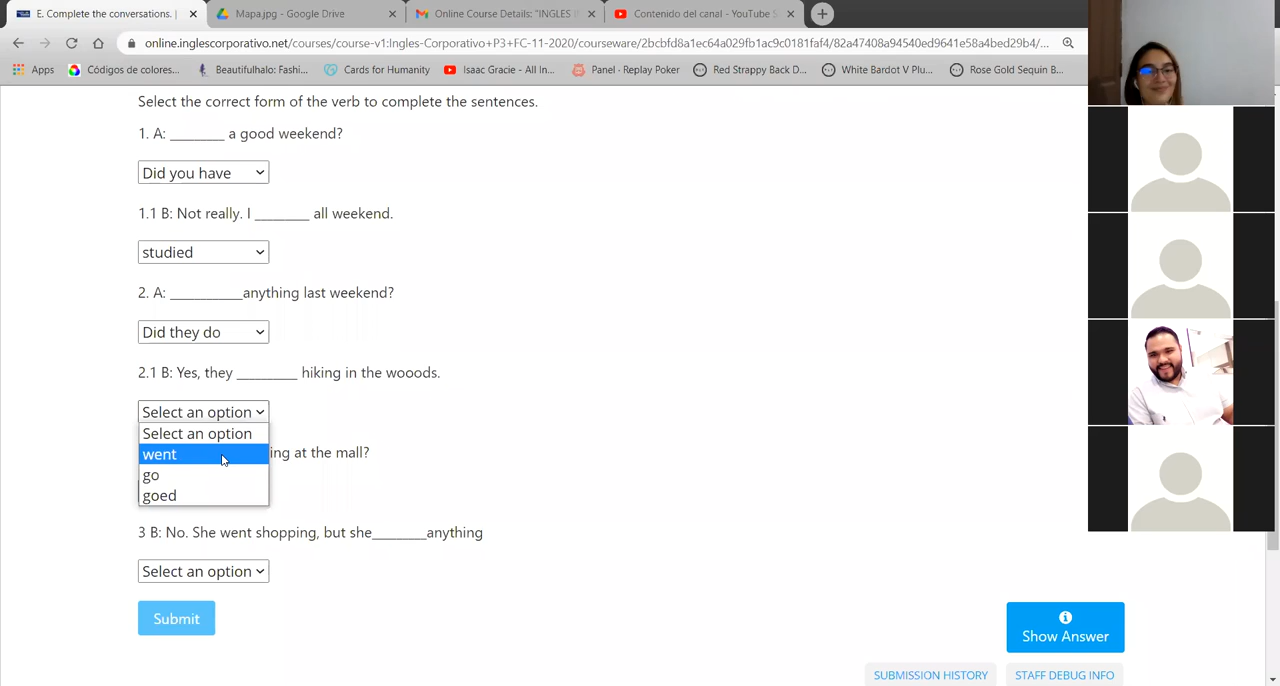 E. Complete the conversations. |
Mapa.jpg - Google Drive
Online Course Details: "INGLES I
Contenido del canal - YouTube S
online.inglescorporativo.net/courses/course-v1:Ingles-Corporativo+P3+FC-11-2020/courseware/2bcbfd8a1ec64a029fb1ac9c0181faf4/82a47408a94540ed9641e58a4bed29b4/...
Apps
Códigos de colores...
Beautifulhalo: Fashi...
Cards for Humanity
Isaac Gracie - All In...
Panel · Replay Poker
Red Strappy Back D...
White Bardot V Plu...
Rose Gold Sequin B...
Select the correct form of the verb to complete the sentences.
1. A: _______ a good weekend?
Did you have
1.1 B: Not really. I _______ all weekend.
studied
2. A: _________anything last weekend?
Did they do
2.1 B: Yes, they ________ hiking in the wooods.
Select an option
Select an option
went
go
goed
ing at the mall?
3 B: No. She went shopping, but she_______anything
Select an option
Submit
Show Answer
SUBMISSION HISTORY
STAFF DEBUG INFO